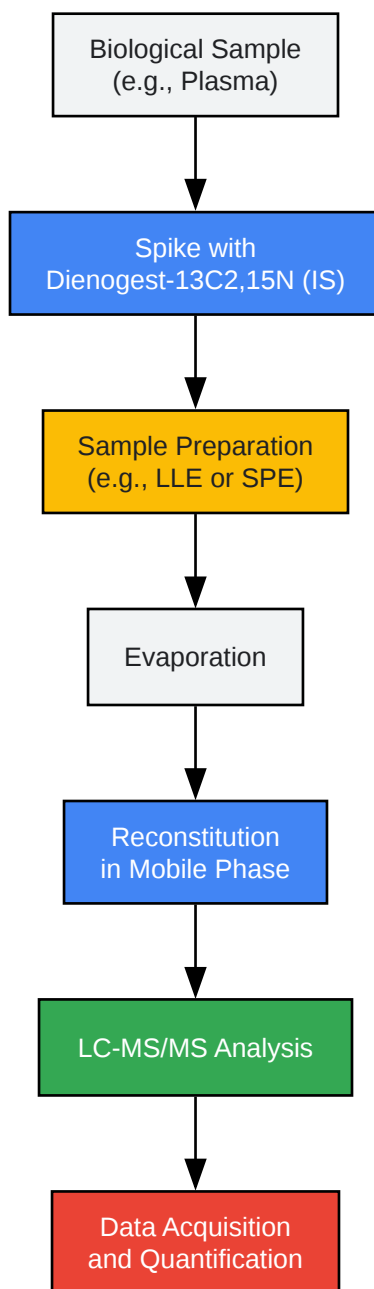 Biological Sample
(e.g., Plasma)
Spike with
Dienogest-13C2,15N (IS)
Sample Preparation
(e.g., LLE or SPE)
Evaporation
Reconstitution
in Mobile Phase
LC-MS/MS Analysis
Data Acquisition
and Quantification